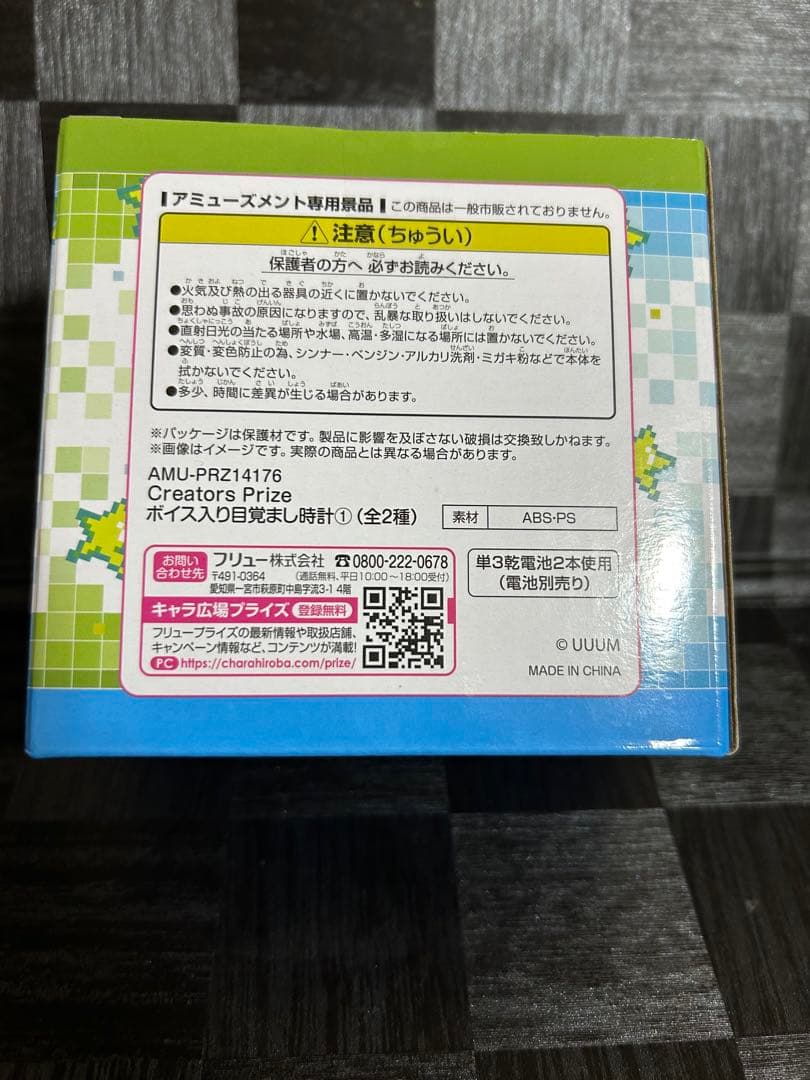 アミューズメント専用景品 この商品は一般市販されておりません。
注意(ちゅうい)
保護者の方へ 必ずお読みください。
●火気及び熱の出る器具の近くに置かないでください。
●思わぬ事故の原因になりますので、乱暴な取り扱いはしないでください。
●直射日光の当たる場所や水場、高温・多湿になる場所には置かないでください。
●変質・変色防止の為、シンナー・ベンジン・アルカリ洗剤・ミガキ粉などで本体を
拭かないでください。
●多少、時間に差異が生じる場合があります。
※パッケージは保護材です。製品に影響を及ぼさない破損は交換致しかねます。
※画像はイメージです。実際の商品とは異なる場合があります。
AMU-PRZ14176
Creators Prize
ボイス入り目覚まし時計①(全2種)
素材 ABS・PS
お問い合わせ先 フリュー株式会社 ☎0800-222-0678
〒491-0364 (通話無料、平日10:00~18:00受付)
愛知県一宮市萩原町中島字流3-1 4階
キャラ広場プライズ 登録無料
フリュープライズの最新情報や取扱店舗、
キャンペーン情報など、コンテンツが満載!
PC https://charahiroba.com/prize/
単3乾電池2本使用
(電池別売り)
© UUUM
MADE IN CHINA